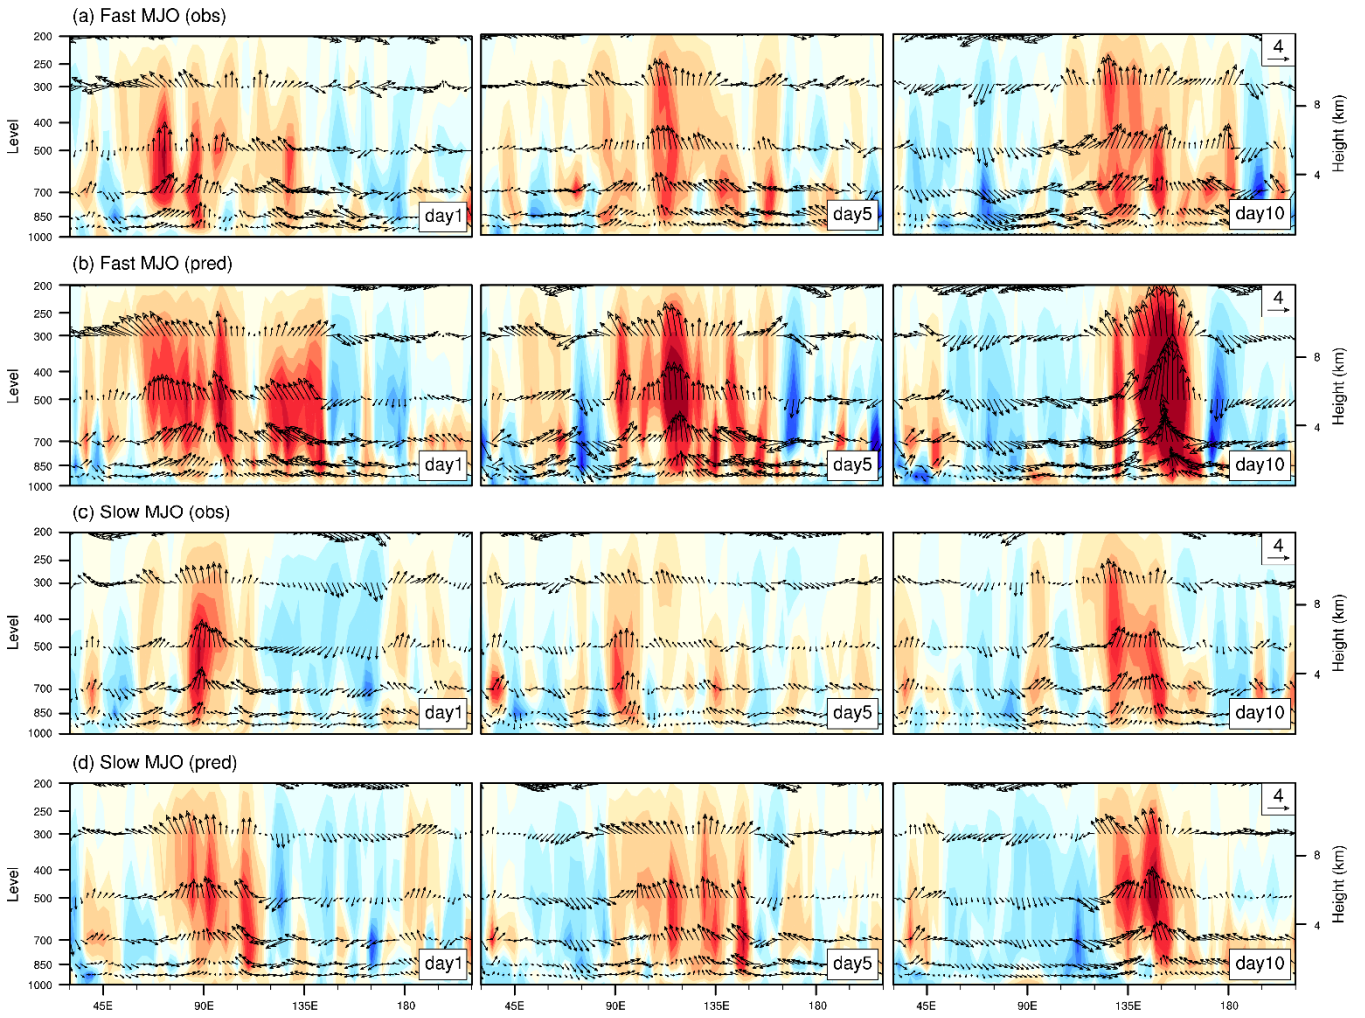 (a) Fast MJO (obs)
200
250
300
400
500
700
850
1000
Level
day1
day5
day10
4
8
4
Height (km)
(b) Fast MJO (pred)
200
250
300
400
500
700
850
1000
Level
day1
day5
day10
4
8
4
Height (km)
(c) Slow MJO (obs)
200
250
300
400
500
700
850
1000
Level
day1
day5
day10
4
8
4
Height (km)
(d) Slow MJO (pred)
200
250
300
400
500
700
850
1000
Level
day1
day5
day10
4
8
4
Height (km)
45E 90E 135E 180 45E 90E 135E 180 45E 90E 135E 180